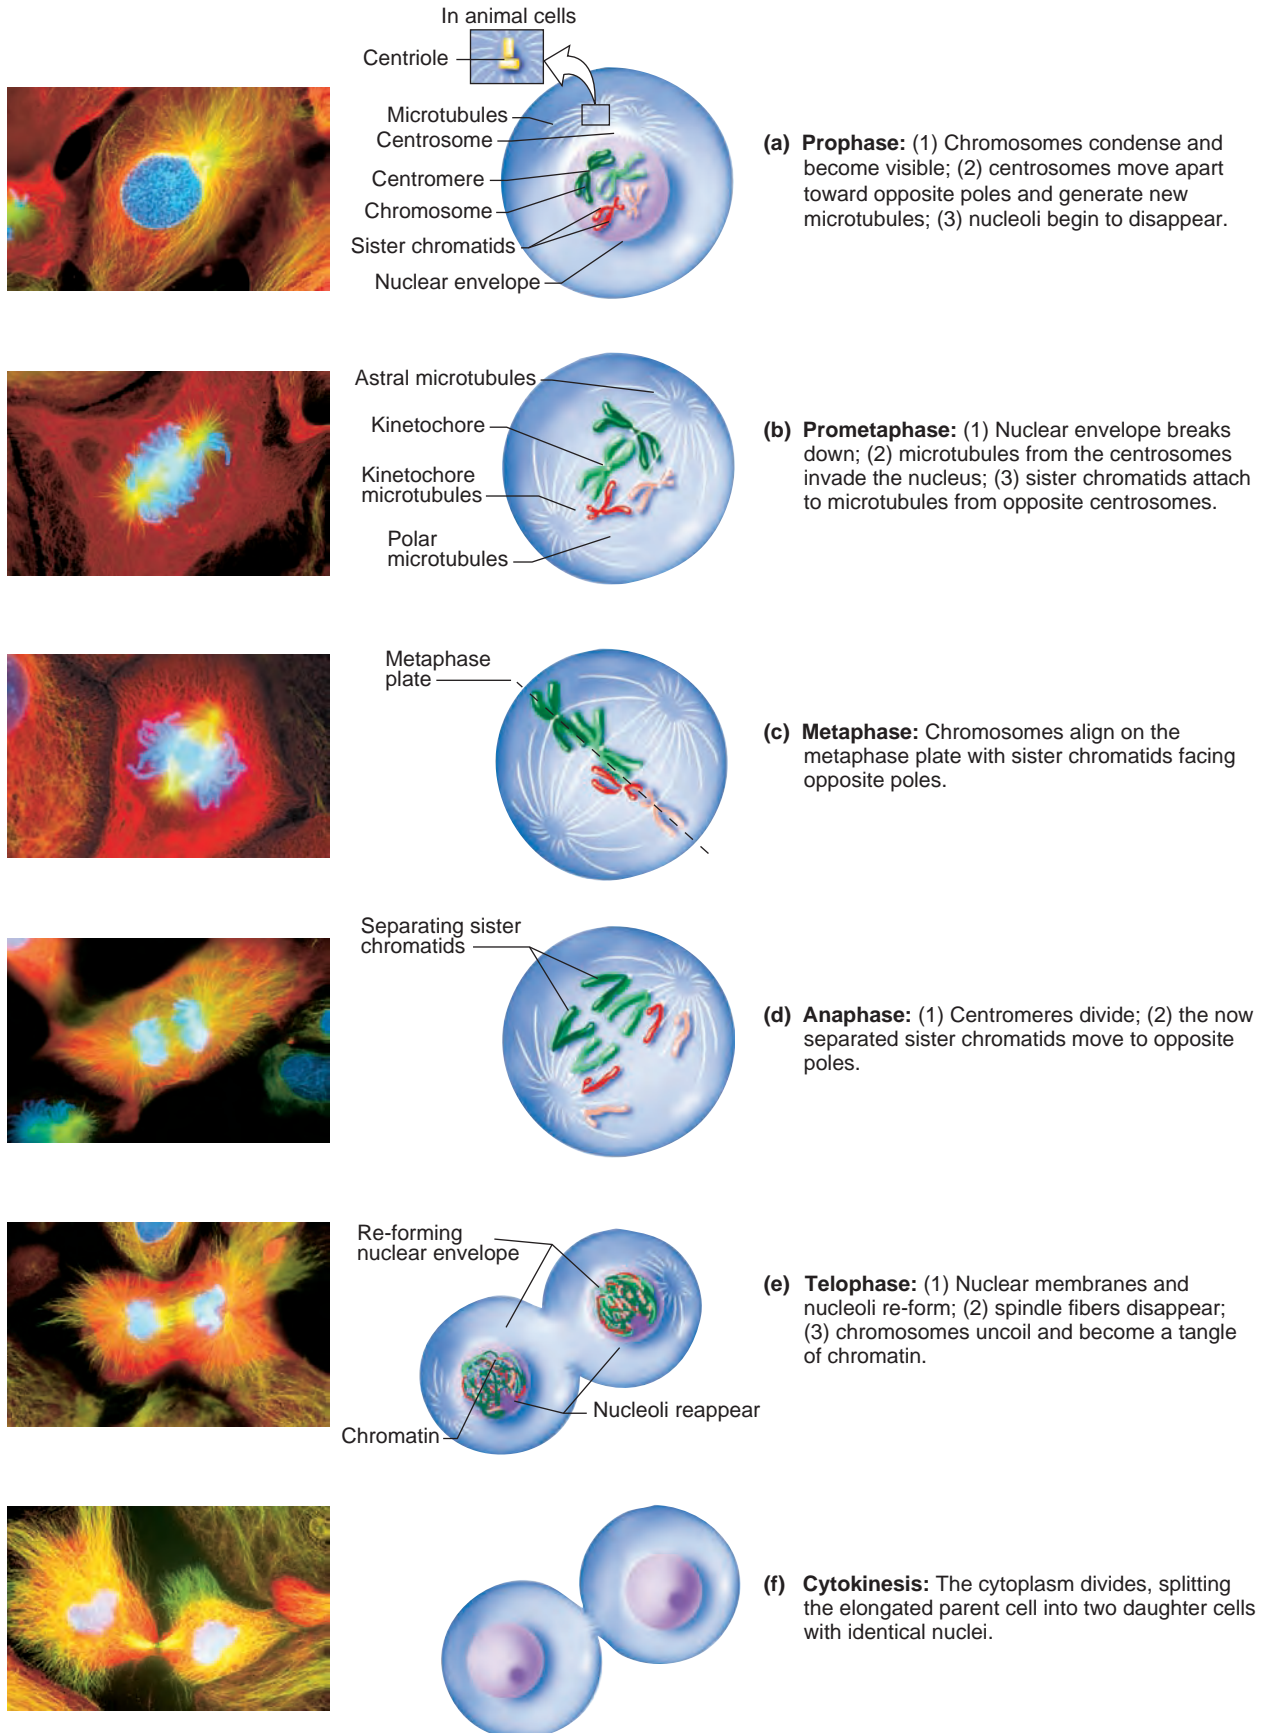 In animal cells
Centriole
Microtubules
Centrosome
Centromere
Chromosome
Sister chromatids
Nuclear envelope
(a) Prophase: (1) Chromosomes condense and
become visible; (2) centrosomes move apart
toward opposite poles and generate new
microtubules; (3) nucleoli begin to disappear.
Astral microtubules
Kinetochore
Kinetochore
microtubules
Polar
microtubules
(b) Prometaphase: (1) Nuclear envelope breaks
down; (2) microtubules from the centrosomes
invade the nucleus; (3) sister chromatids attach
to microtubules from opposite centrosomes.
Metaphase
plate
(c) Metaphase: Chromosomes align on the
metaphase plate with sister chromatids facing
opposite poles.
Separating sister
chromatids
(d) Anaphase: (1) Centromeres divide; (2) the now
separated sister chromatids move to opposite
poles.
Re-forming
nuclear envelope
Nucleoli reappear
Chromatin
(e) Telophase: (1) Nuclear membranes and
nucleoli re-form; (2) spindle fibers disappear;
(3) chromosomes uncoil and become a tangle
of chromatin.
(f) Cytokinesis: The cytoplasm divides, splitting
the elongated parent cell into two daughter cells
with identical nuclei.